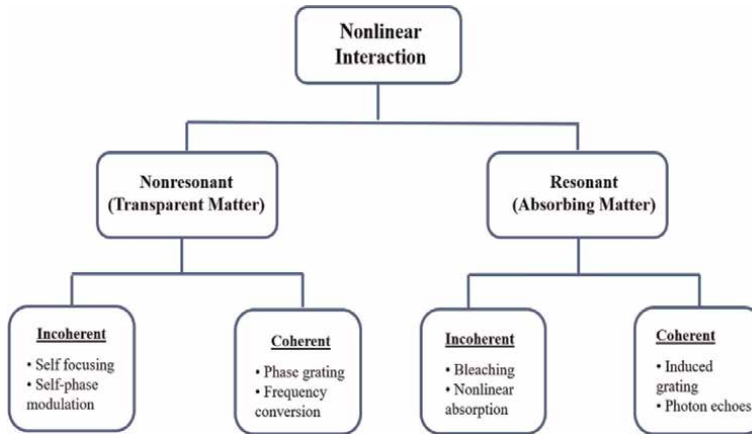 Nonlinear
Interaction
Nonresonant
(Transparent Matter)
Resonant
(Absorbing Matter)
Incoherent
• Self focusing
• Self-phase
modulation
Coherent
• Phase grating
• Frequency
conversion
Incoherent
• Bleaching
• Nonlinear
absorption
Coherent
• Induced
grating
• Photon echoes